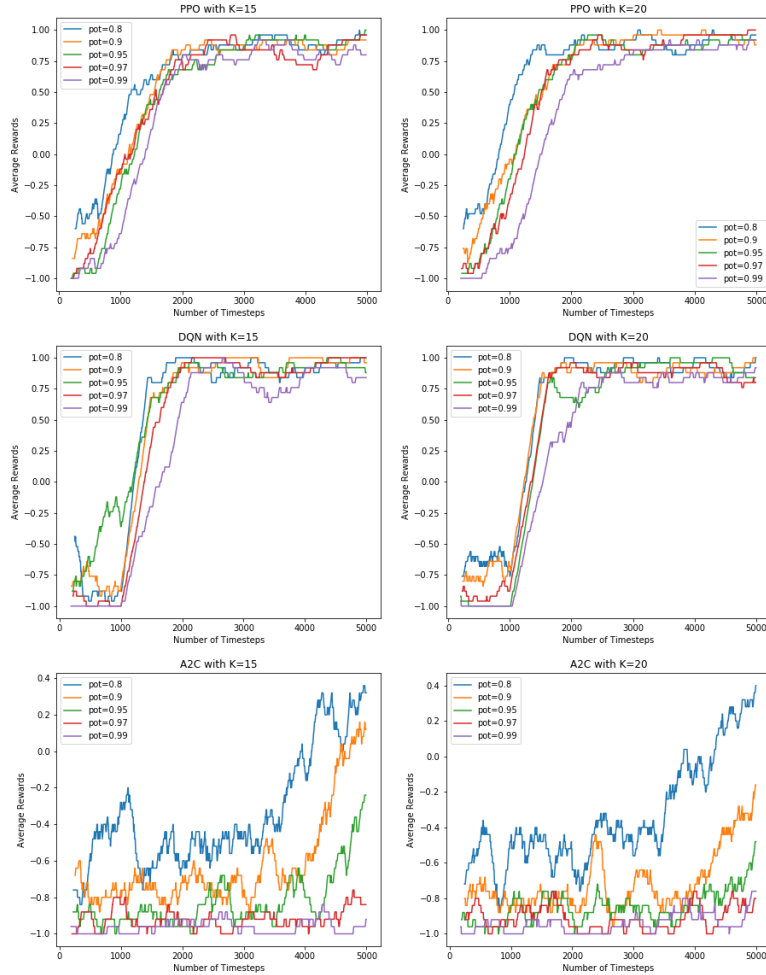 PPO with K=15
1.00
0.75
0.50
0.25
0.00
−0.25
−0.50
−0.75
−1.00
Average Rewards
pot=0.8
pot=0.9
pot=0.95
pot=0.97
pot=0.99
0
1000
2000
3000
4000
5000
Number of Timesteps
PPO with K=20
1.00
0.75
0.50
0.25
0.00
−0.25
−0.50
−0.75
−1.00
Average Rewards
pot=0.8
pot=0.9
pot=0.95
pot=0.97
pot=0.99
0
1000
2000
3000
4000
5000
Number of Timesteps
DQN with K=15
1.00
0.75
0.50
0.25
0.00
−0.25
−0.50
−0.75
−1.00
Average Rewards
pot=0.8
pot=0.9
pot=0.95
pot=0.97
pot=0.99
0
1000
2000
3000
4000
5000
Number of Timesteps
DQN with K=20
1.00
0.75
0.50
0.25
0.00
−0.25
−0.50
−0.75
−1.00
Average Rewards
pot=0.8
pot=0.9
pot=0.95
pot=0.97
pot=0.99
0
1000
2000
3000
4000
5000
Number of Timesteps
A2C with K=15
0.4
0.2
0.0
−0.2
−0.4
−0.6
−0.8
−1.0
Average Rewards
pot=0.8
pot=0.9
pot=0.95
pot=0.97
pot=0.99
0
1000
2000
3000
4000
5000
Number of Timesteps
A2C with K=20
0.4
0.2
0.0
−0.2
−0.4
−0.6
−0.8
−1.0
Average Rewards
pot=0.8
pot=0.9
pot=0.95
pot=0.97
pot=0.99
0
1000
2000
3000
4000
5000
Number of Timesteps